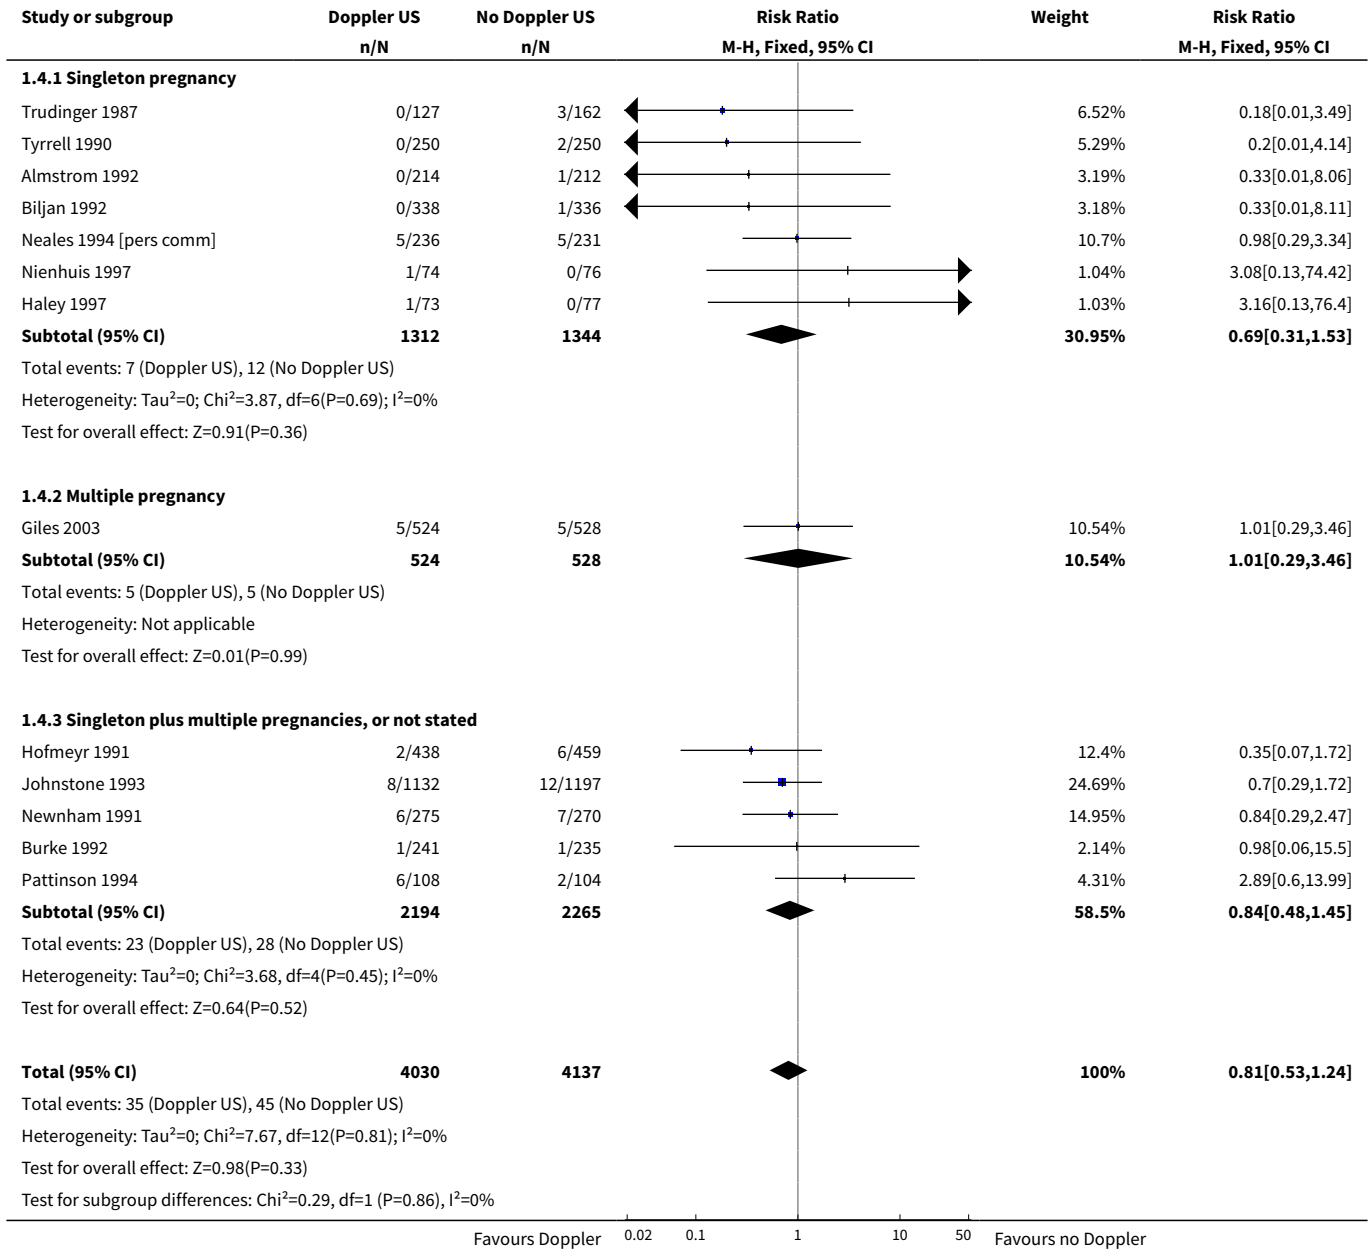 Study or subgroup Doppler US No Doppler US Risk Ratio Weight Risk Ratio
n/N n/N M-H, Fixed, 95% CI M-H, Fixed, 95% CI
1.4.1 Singleton pregnancy
Trudinger 1987 0/127 3/162 6.52% 0.18[0.01,3.49]
Tyrrell 1990 0/250 2/250 5.29% 0.2[0.01,4.14]
Almstrom 1992 0/214 1/212 3.19% 0.33[0.01,8.06]
Biljan 1992 0/338 1/336 3.18% 0.33[0.01,8.11]
Neales 1994 [pers comm] 5/236 5/231 10.7% 0.98[0.29,3.34]
Nienhuis 1997 1/74 0/76 1.04% 3.08[0.13,74.42]
Haley 1997 1/73 0/77 1.03% 3.16[0.13,76.4]
Subtotal (95% CI) 1312 1344 30.95% 0.69[0.31,1.53]
Total events: 7 (Doppler US), 12 (No Doppler US)
Heterogeneity: Tau²=0; Chi²=3.87, df=6(P=0.69); I²=0%
Test for overall effect: Z=0.91(P=0.36)
1.4.2 Multiple pregnancy
Giles 2003 5/524 5/528 10.54% 1.01[0.29,3.46]
Subtotal (95% CI) 524 528 10.54% 1.01[0.29,3.46]
Total events: 5 (Doppler US), 5 (No Doppler US)
Heterogeneity: Not applicable
Test for overall effect: Z=0.01(P=0.99)
1.4.3 Singleton plus multiple pregnancies, or not stated
Hofmeyr 1991 2/438 6/459 12.4% 0.35[0.07,1.72]
Johnstone 1993 8/1132 12/1197 24.69% 0.7[0.29,1.72]
Newnham 1991 6/275 7/270 14.95% 0.84[0.29,2.47]
Burke 1992 1/241 1/235 2.14% 0.98[0.06,15.5]
Pattinson 1994 6/108 2/104 4.31% 2.89[0.6,13.99]
Subtotal (95% CI) 2194 2265 58.5% 0.84[0.48,1.45]
Total events: 23 (Doppler US), 28 (No Doppler US)
Heterogeneity: Tau²=0; Chi²=3.68, df=4(P=0.45); I²=0%
Test for overall effect: Z=0.64(P=0.52)
Total (95% CI) 4030 4137 100% 0.81[0.53,1.24]
Total events: 35 (Doppler US), 45 (No Doppler US)
Heterogeneity: Tau²=0; Chi²=7.67, df=12(P=0.81); I²=0%
Test for overall effect: Z=0.98(P=0.33)
Test for subgroup differences: Chi²=0.29, df=1 (P=0.86), I²=0%
Favours Doppler 0.02 0.1 1 10 50 Favours no Doppler